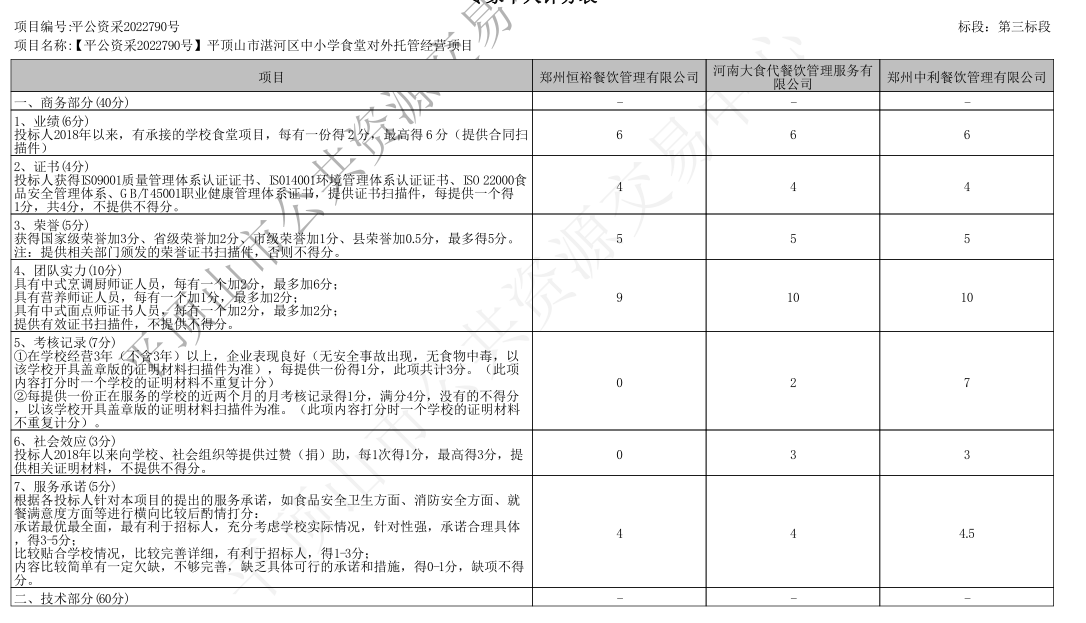 专家个人评分表
项目编号:平公资采2022790号
标段: 第三标段
项目名称:【平公资采2022790号】平顶山市湛河区中小学食堂对外托管经营项目
项目
郑州恒裕餐饮管理有限公司
河南大食代餐饮管理服务有
限公司
郑州中利餐饮管理有限公司
一、商务部分(40分)
-
-
-
1、业绩(6分)
投标人2018年以来, 有承接的学校食堂项目, 每有一份得 2 分, 最高得 6 分 (提供合同扫
描件)
6
6
6
2、证书(4分)
投标人获得IS09001质量管理体系认证证书、IS014001环境管理体系认证证书、ISO 22000食
品安全管理体系、GB/T45001职业健康管理体系证书, 提供证书扫描件, 每提供一个得
1分, 共4分, 不提供不得分。
4
4
4
3、荣誉(5分)
获得国家级荣誉加3分、省级荣誉加2分、市级荣誉加1分、县荣誉加0.5分, 最多得5分。
注: 提供相关部门颁发的荣誉证书扫描件, 否则不得分。
5
5
5
4、团队实力(10分)
具有中式烹调厨师证人员, 每有一个加2分, 最多加6分;
具有营养师证人员, 每有一个加1分, 最多加2分;
具有中式面点师证书人员, 每有一个加2分, 最多加2分;
提供有效证书扫描件, 不提供不得分。
9
10
10
5、考核记录(7分)
①在学校经营3年 (不含3年) 以上, 企业表现良好 (无安全事故出现, 无食物中毒, 以
该学校开具盖章版的证明材料扫描件为准), 每提供一份得1分, 此项共计3分。 (此项
内容打分时一个学校的证明材料不重复计分)
②每提供一份正在服务的学校的近两个月的月考核记录得1分, 满分4分, 没有的不得分
, 以该学校开具盖章版的证明材料扫描件为准。 (此项内容打分时一个学校的证明材料
不重复计分)。
0
2
7
6、社会效应(3分)
投标人2018年以来向学校、社会组织等提供过赞 (捐) 助, 每1次得1分, 最高得3分, 提
供相关证明材料, 不提供不得分。
0
3
3
7、服务承诺(5分)
根据各投标人针对本项目的提出的服务承诺, 如食品安全卫生方面、消防安全方面、就
餐满意度方面等进行横向比较后酌情打分:
承诺最优最全面, 最有利于招标人, 充分考虑学校实际情况, 针对性强, 承诺合理具体
, 得3-5分;
比较贴合学校情况, 比较完善详细, 有利于招标人, 得1-3分;
内容比较简单有一定欠缺, 不够完善, 缺乏具体可行的承诺和措施, 得0-1分, 缺项不得
分。
4
4
4.5
二、技术部分(60分)
-
-
-
平顶山市公共资源交易
平顶山市公共资源交易中心